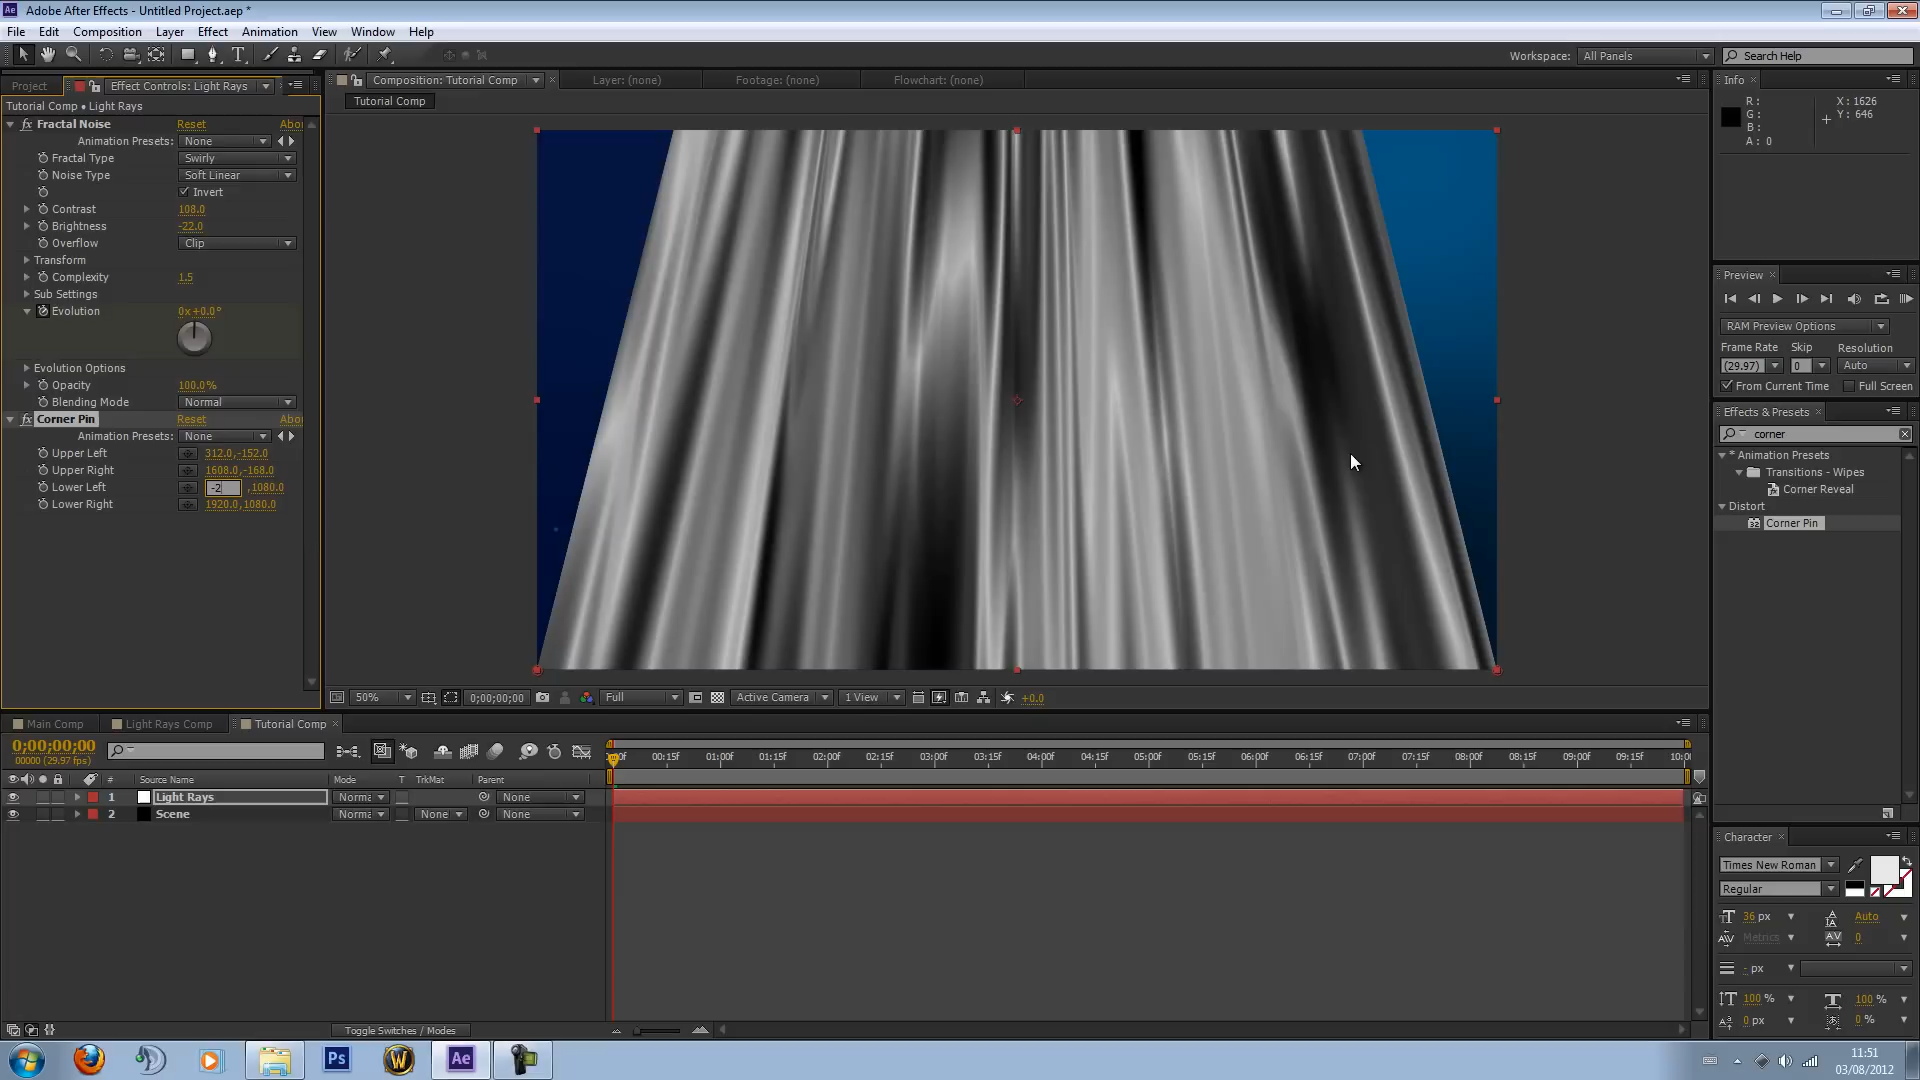 Adobe After Effects - Untitled Project.aep *
File Edit Composition Layer Effect Animation View Window Help
Workspace: All Panels Search Help
Project Effect Controls: Light Rays
Composition: Tutorial Comp Layer: (none) Footage: (none) Flowchart: (none)
Tutorial Comp
Tutorial Comp • Light Rays
Fractal Noise Reset Abo
Animation Presets: None
Fractal Type Swirly
Noise Type Soft Linear
Invert
Contrast 108.0
Brightness -22.0
Overflow Clip
Transform
Complexity 1.5
Sub Settings
Evolution 0x+0.0°
Evolution Options
Opacity 100.0%
Blending Mode Normal
Corner Pin Reset Abo
Animation Presets: None
Upper Left 312.0,-152.0
Upper Right 1608.0,-168.0
Lower Left -2 ,1080.0
Lower Right 1920.0,1080.0
50% 0;00;00;00 Full Active Camera 1 View +0.0
Info
R: X: 1626
G: Y: 646
B:
A: 0
Preview
RAM Preview Options
Frame Rate Skip Resolution
(29.97) 0 Auto
From Current Time Full Screen
Effects & Presets
corner
* Animation Presets
Transitions - Wipes
Corner Reveal
Distort
32 Corner Pin
Character
Times New Roman
Regular
36 px Auto
Metrics 0
- px
100 % 100 %
0 px 0 %
Main Comp Light Rays Comp Tutorial Comp
0;00;00;00
00000 (29.97 fps)
00f 00:15f 01:00f 01:15f 02:00f 02:15f 03:00f 03:15f 04:00f 04:15f 05:00f 05:15f 06:00f 06:15f 07:00f 07:15f 08:00f 08:15f 09:00f 09:15f 10:0
# Source Name Mode T TrkMat Parent
1 Light Rays Norma None
2 Scene Norma None None
Toggle Switches / Modes
Ps Ae
11:51
03/08/2012